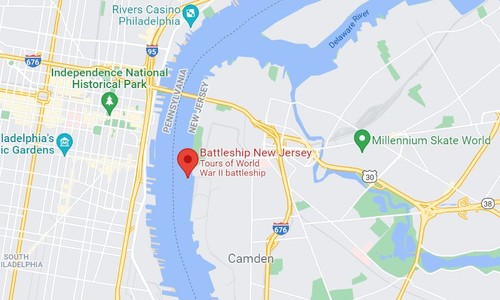 Rivers Casino
Philadelphia
Delaware River
676
95
Independence National
Historical Park
PENNSYLVANIA
NEW JERSEY
adelphia's
ic Gardens
Battleship New Jersey
Tours of World
War II battleship
Millennium Skate World
30
38
676
SOUTH
ILADELPHIA
Camden